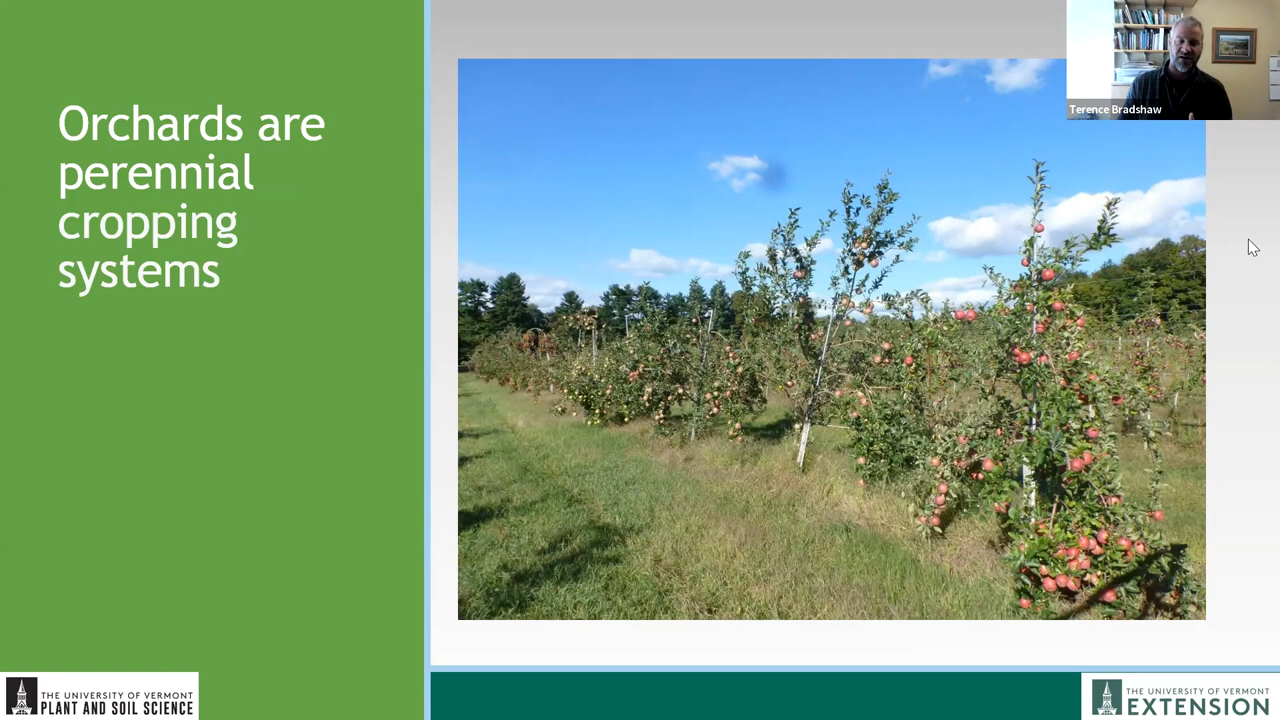 Orchards are
perennial
cropping
systems
Terence Bradshaw
THE UNIVERSITY OF VERMONT
PLANT AND SOIL SCIENCE
THE UNIVERSITY OF VERMONT
EXTENSION